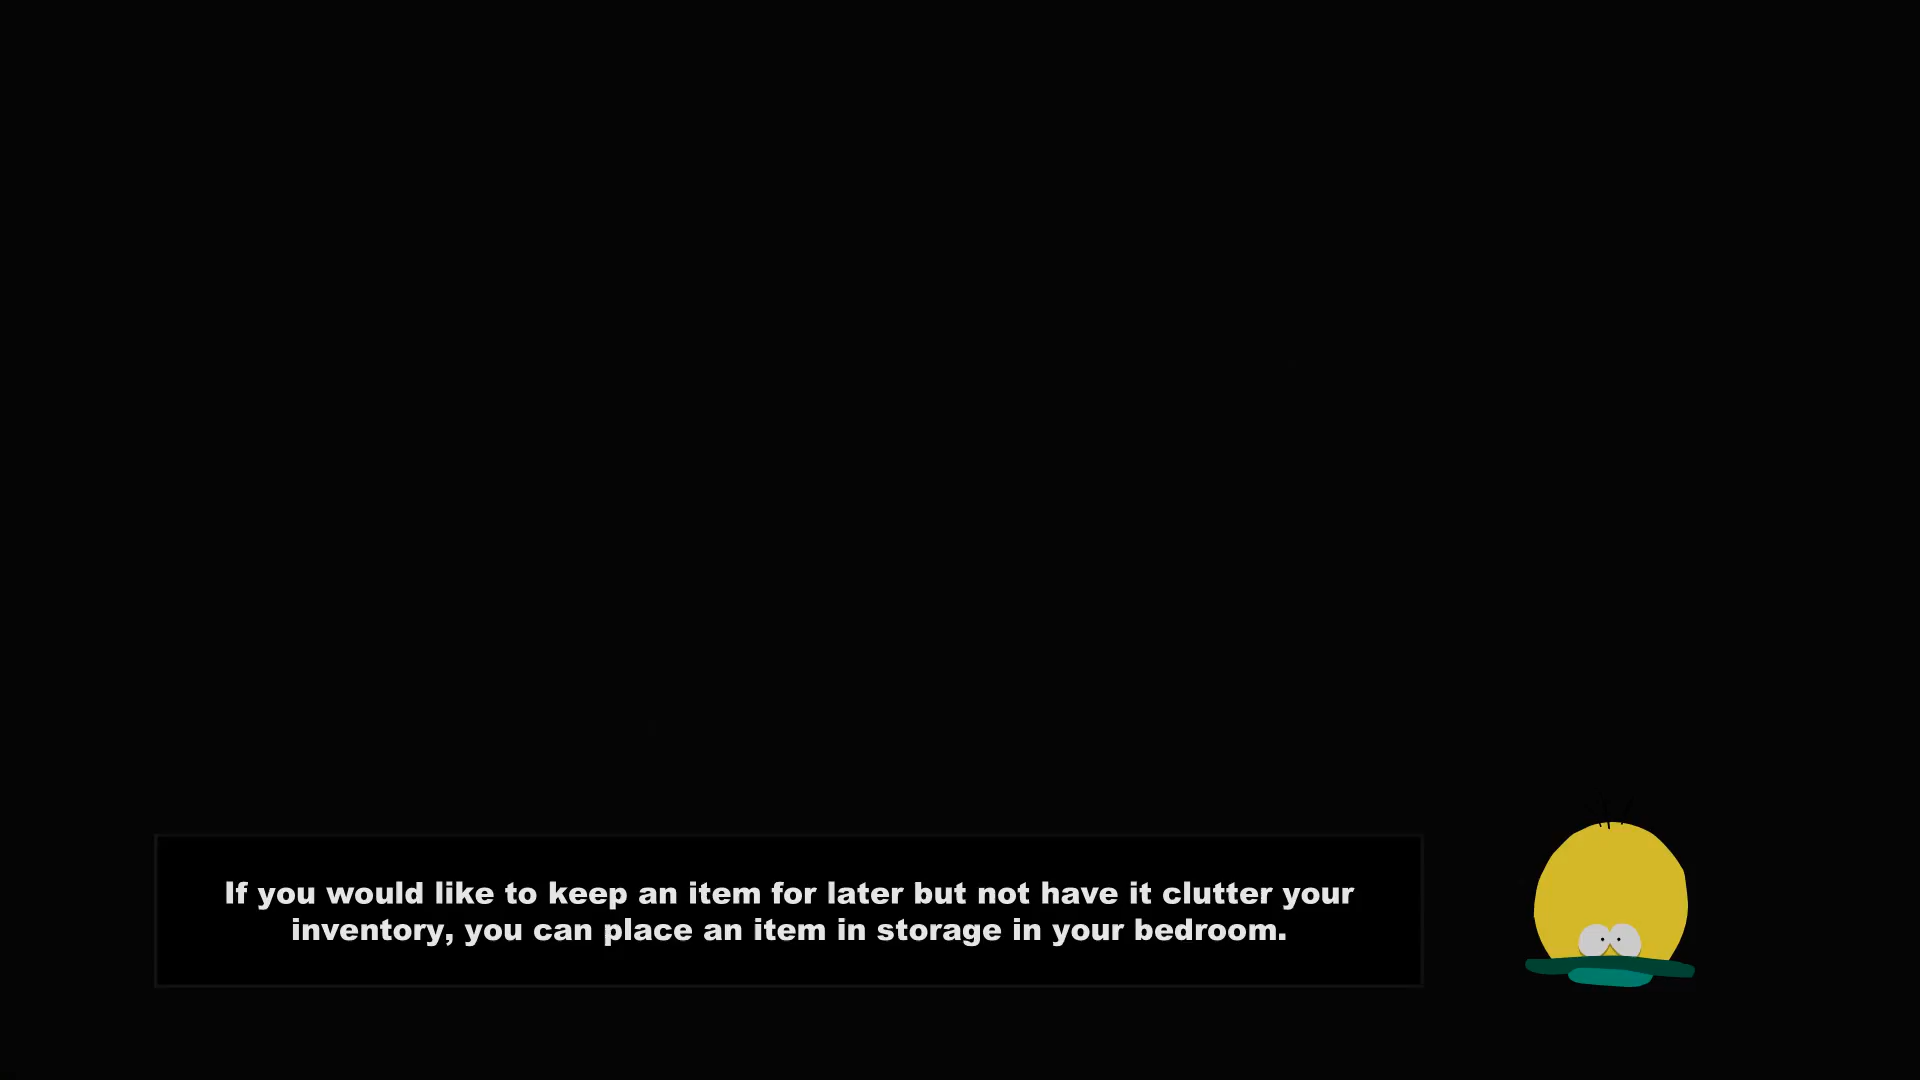 If you would like to keep an item for later but not have it clutter your
inventory, you can place an item in storage in your bedroom.